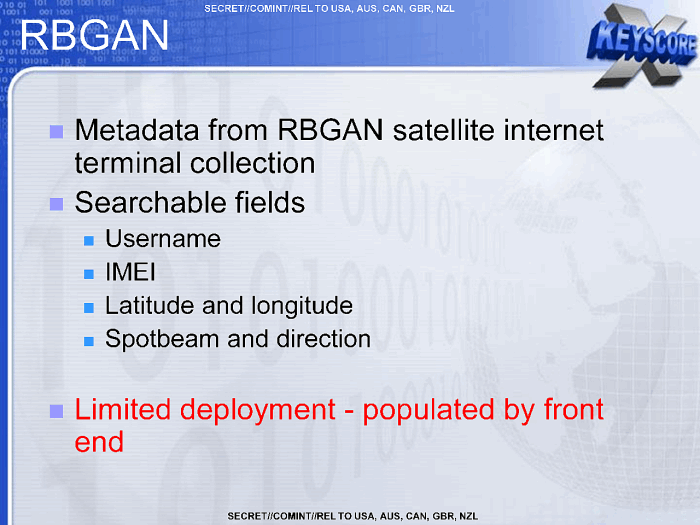 SECRET//COMINT//REL TO USA, AUS, CAN, GBR, NZL
RBGAN
X KEYSCORE
Metadata from RBGAN satellite internet
terminal collection
Searchable fields
Username
IMEI
Latitude and longitude
Spotbeam and direction
Limited deployment - populated by front
end
SECRET//COMINT//REL TO USA, AUS, CAN, GBR, NZL